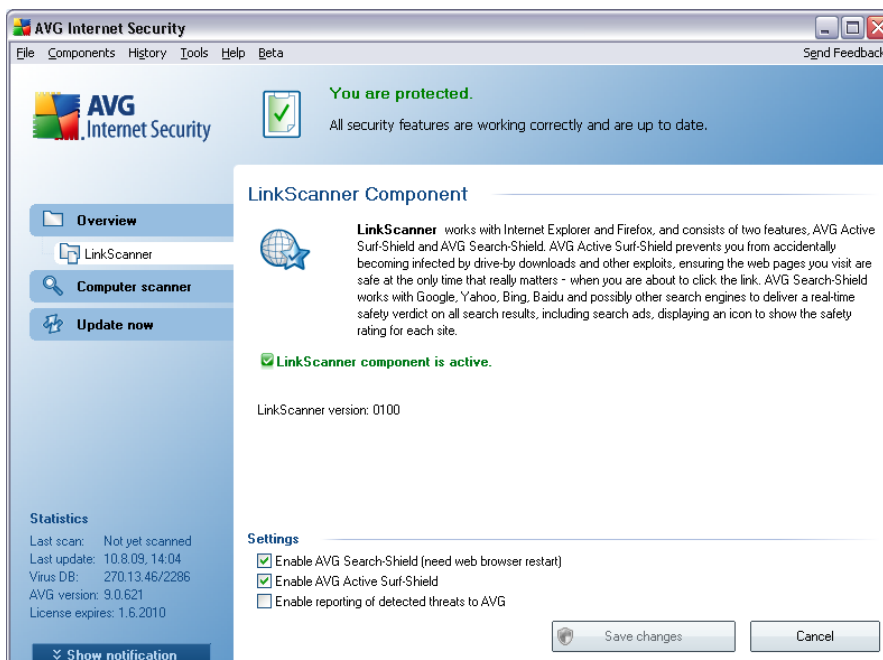 AVG Internet Security
File Components History Tools Help Beta
Send Feedback
AVG
Internet Security
You are protected.
All security features are working correctly and are up to date.
Overview
LinkScanner
Computer scanner
Update now
LinkScanner Component
LinkScanner works with Internet Explorer and Firefox, and consists of two features, AVG Active
Surf-Shield and AVG Search-Shield. AVG Active Surf-Shield prevents you from accidentally
becoming infected by drive-by downloads and other exploits, ensuring the web pages you visit are
safe at the only time that really matters - when you are about to click the link. AVG Search-Shield
works with Google, Yahoo, Bing, Baidu and possibly other search engines to deliver a real-time
safety verdict on all search results, including search ads, displaying an icon to show the safety
rating for each site.
LinkScanner component is active.
LinkScanner version: 0100
Statistics
Last scan: Not yet scanned
Last update: 10.8.09, 14:04
Virus DB: 270.13.46/2286
AVG version: 9.0.621
License expires: 1.6.2010
Show notification
Settings
Enable AVG Search-Shield (need web browser restart)
Enable AVG Active Surf-Shield
Enable reporting of detected threats to AVG
Save changes
Cancel